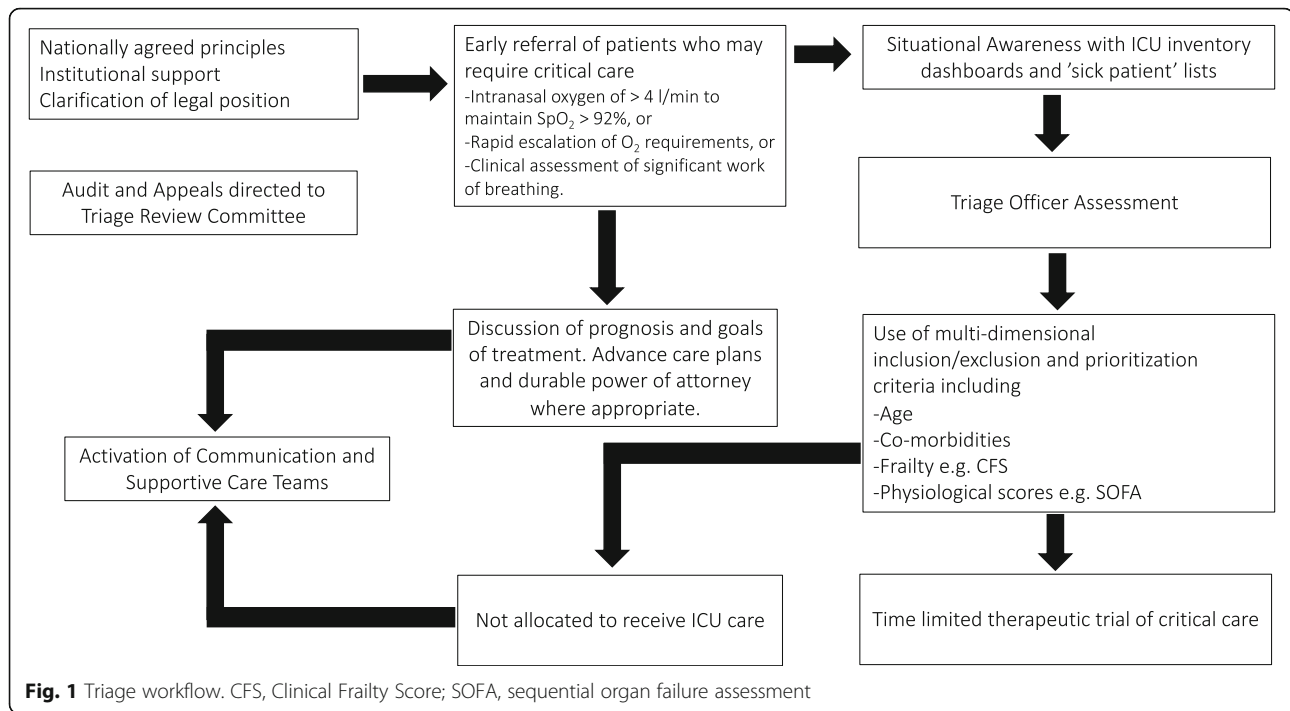 Nationally agreed principles
Institutional support
Clarification of legal position
Early referral of patients who may
require critical care
-Intranasal oxygen of > 4 l/min to
maintain SpO₂ > 92%, or
-Rapid escalation of O₂ requirements, or
-Clinical assessment of significant work
of breathing.
Situational Awareness with ICU inventory
dashboards and 'sick patient' lists
Audit and Appeals directed to
Triage Review Committee
Triage Officer Assessment
Discussion of prognosis and goals
of treatment. Advance care plans
and durable power of attorney
where appropriate.
Use of multi-dimensional
inclusion/exclusion and prioritization
criteria including
-Age
-Co-morbidities
-Frailty e.g. CFS
-Physiological scores e.g. SOFA
Activation of Communication and
Supportive Care Teams
Not allocated to receive ICU care
Time limited therapeutic trial of critical care
Fig. 1 Triage workflow. CFS, Clinical Frailty Score; SOFA, sequential organ failure assessment